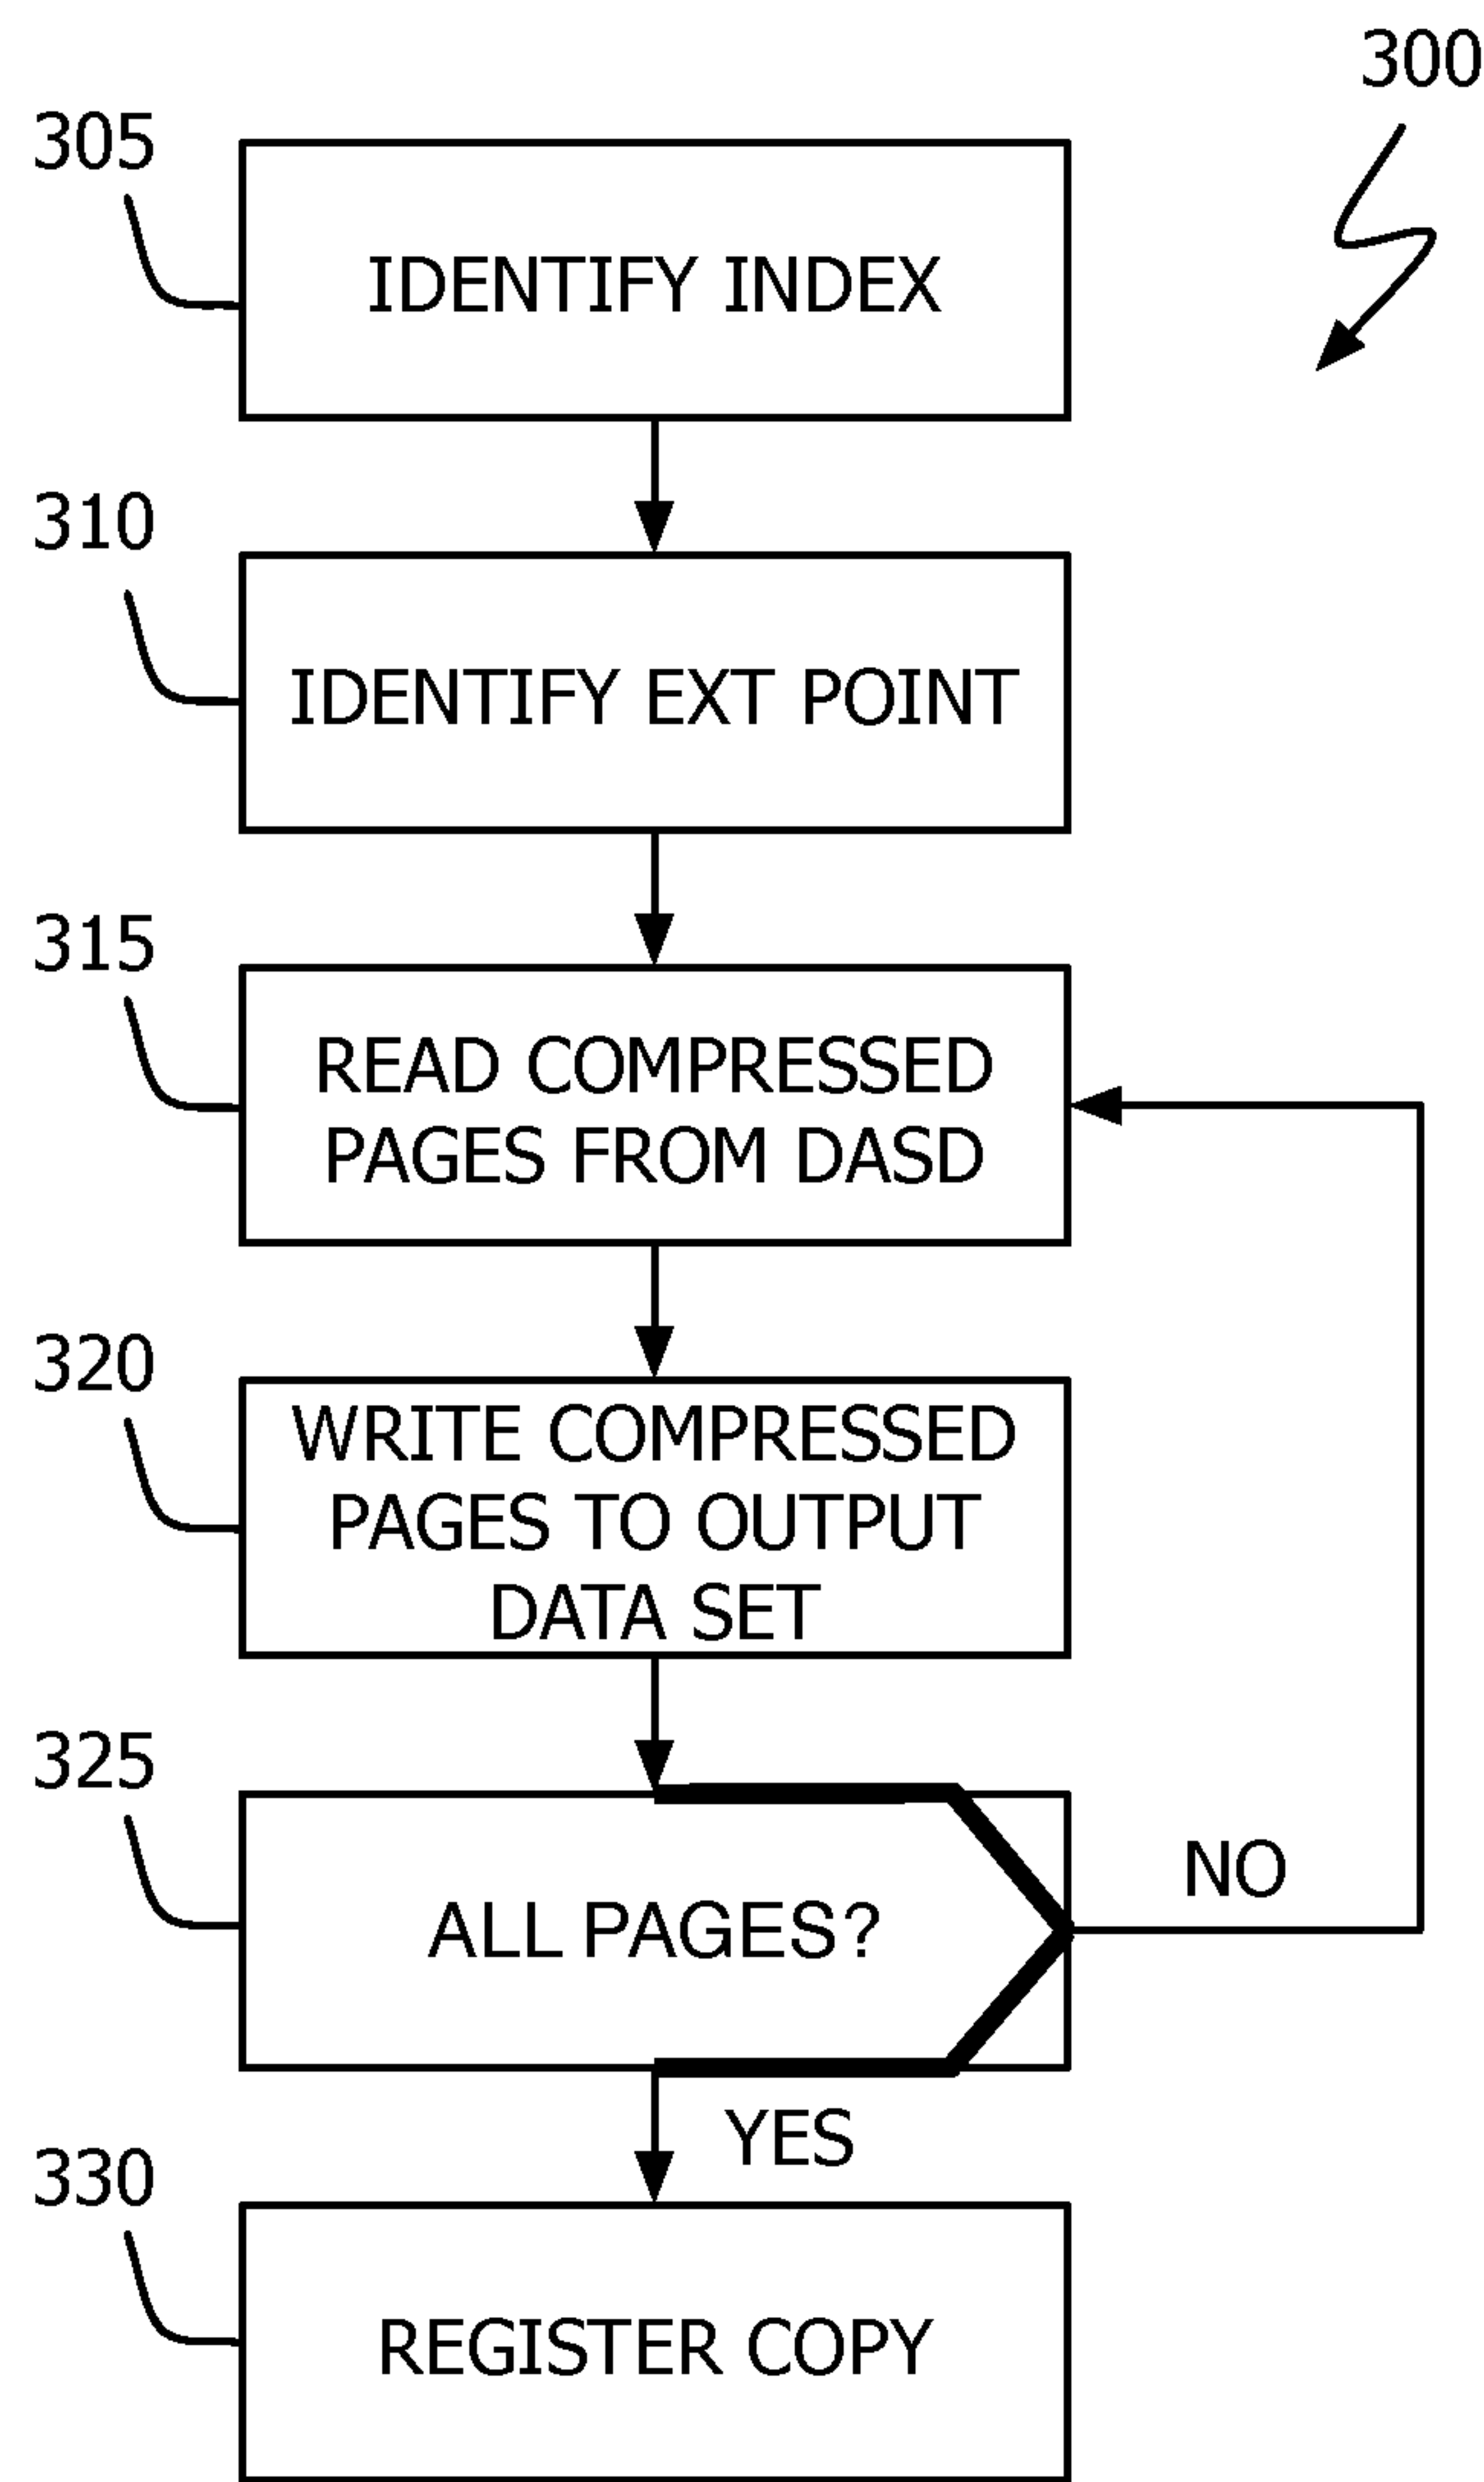 300
305
IDENTIFY INDEX
310
IDENTIFY EXT POINT
315
READ COMPRESSED
PAGES FROM DASD
320
WRITE COMPRESSED
PAGES TO OUTPUT
DATA SET
325
ALL PAGES?
NO
YES
330
REGISTER COPY